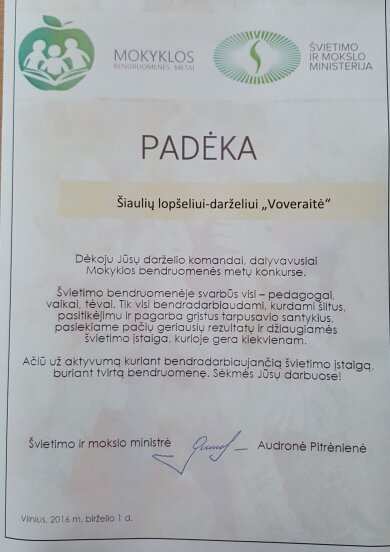 MOKYKLOS
BENDRUOMENĖS METAI
ŠVIETIMO
IR MOKSLO
MINISTERIJA
PADĖKA
Šiaulių lopšeliui-darželiui „Voveraitė“
Dėkoju Jūsų darželio komandai, dalyvavusiai
Mokyklos bendruomenės metų konkurse.
Švietimo bendruomenėje svarbūs visi – pedagogai,
vaikai, tėvai. Tik visi bendradarbiaudami, kurdami šiltus,
pasitikėjimu ir pagarba grįstus tarpusavio santykius,
pasiekiame pačių geriausių rezultatų ir džiaugiamės
švietimo įstaiga, kurioje gera kiekvienam.
Ačiū už aktyvumą kuriant bendradarbiaujančią švietimo įstaigą,
buriant tvirtą bendruomenę. Sėkmės Jūsų darbuose!
Švietimo ir mokslo ministrė Audronė Pitrėnienė
Vilnius, 2016 m. birželio 1 d.